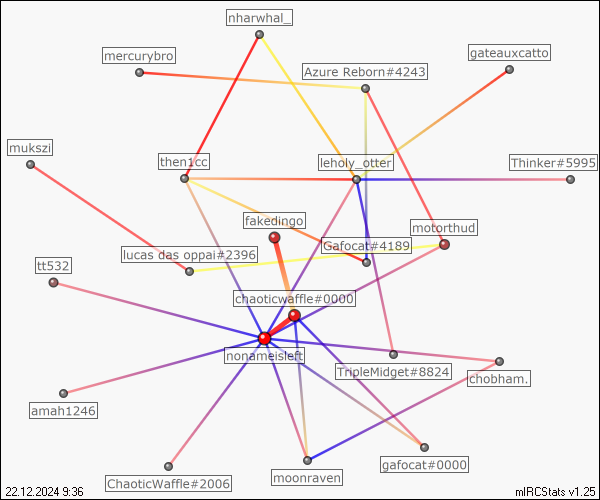 nharwhal_
mercurybro
gateauxcatto
Azure Reborn#4243
mukszi
then1cc
leholy_otter
Thinker#5995
fakedingo
motorthud
Gafocat#4189
lucas das oppai#2396
tt532
chaoticwaffle#0000
nonameisleft
TripleMidget#8824
chobham.
amah1246
gafocat#0000
moonraven
ChaoticWaffle#2006
22.12.2024 9:36
mIRCStats v1.25